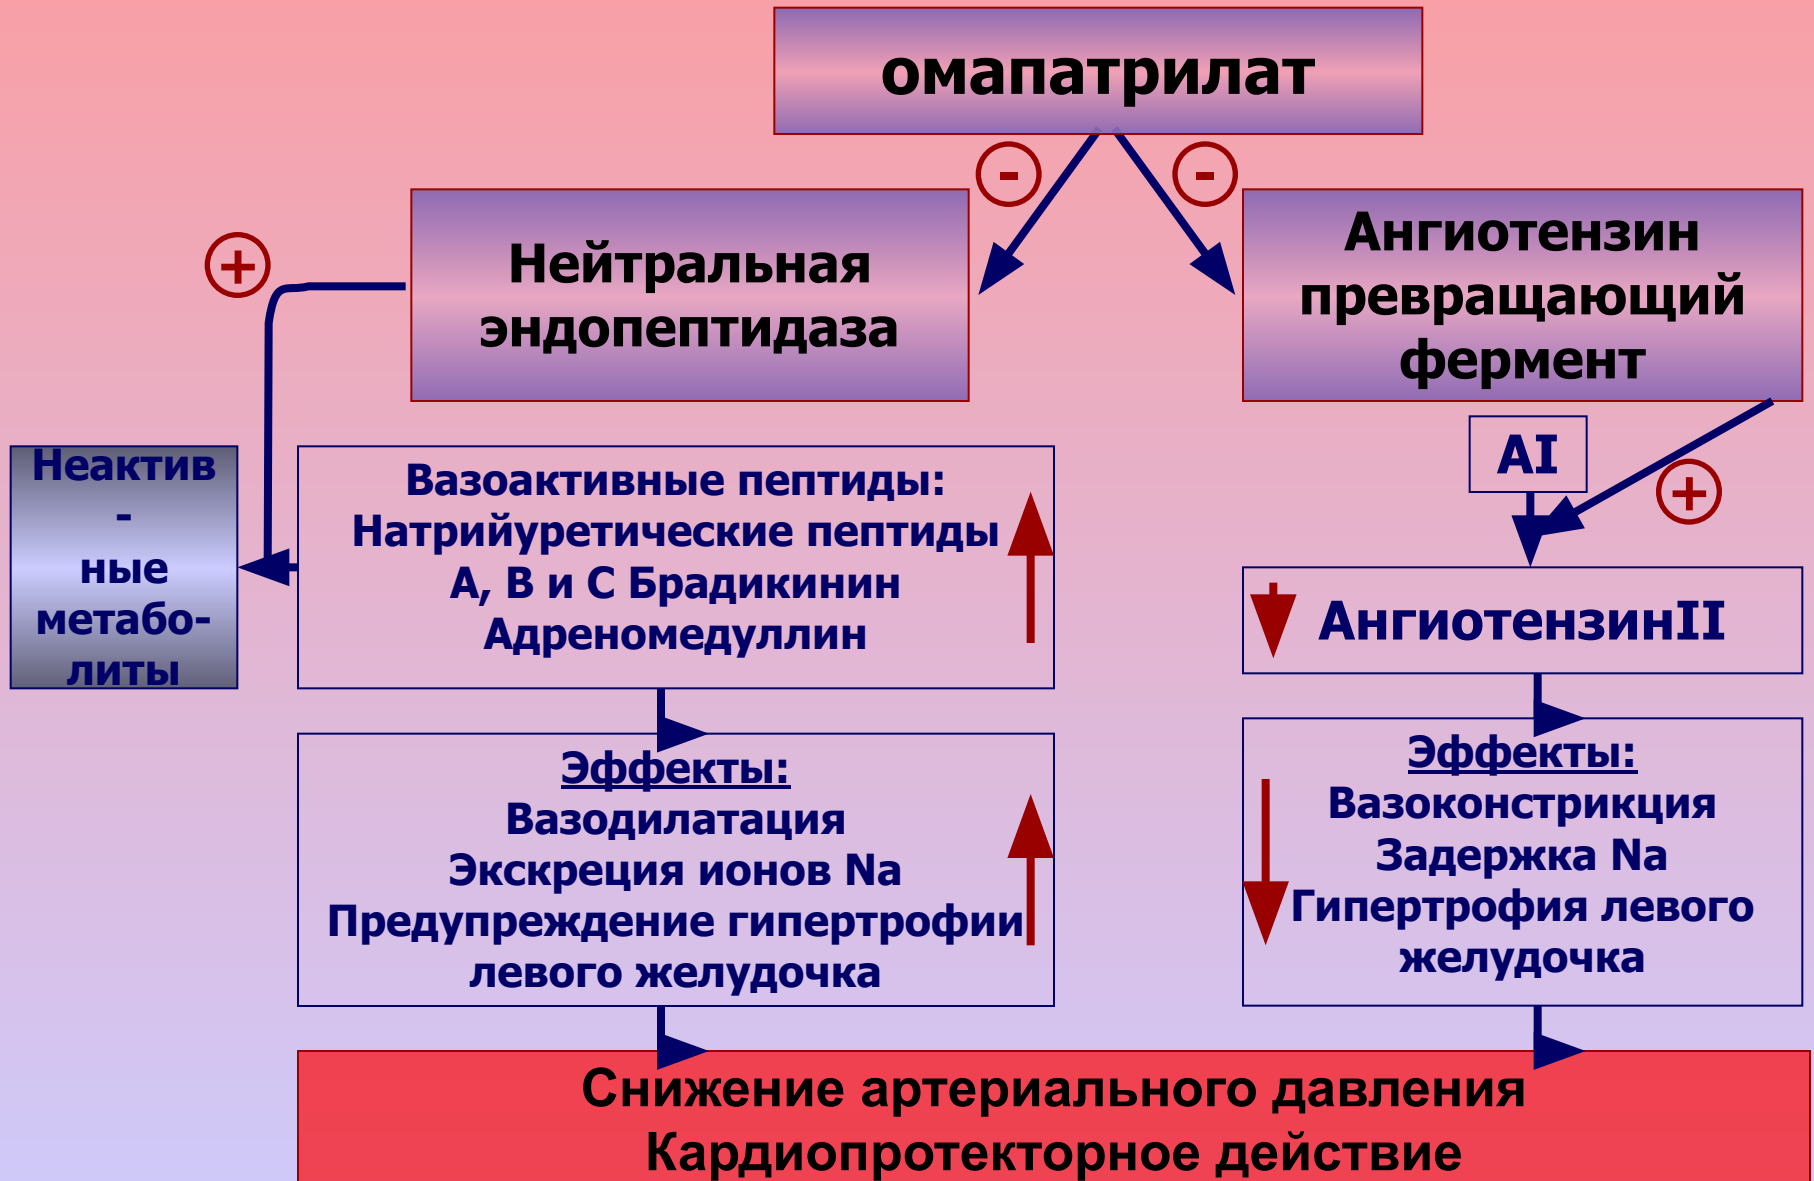 омапатрилат
-
-
Нейтральная
эндопептидаза
Ангиотензин
превращающий
фермент
+
AI
+
Неактив
-
ные
метабо-
литы
Вазоактивные пептиды:
Натрийуретические пептиды
А, В и С Брадикинин
Адреномедуллин
АнгиотензинII
Эффекты:
Вазодилатация
Экскреция ионов Na
Предупреждение гипертрофии
левого желудочка
Эффекты:
Вазоконстрикция
Задержка Na
Гипертрофия левого
желудочка
Снижение артериального давления
Кардиопротекторное действие